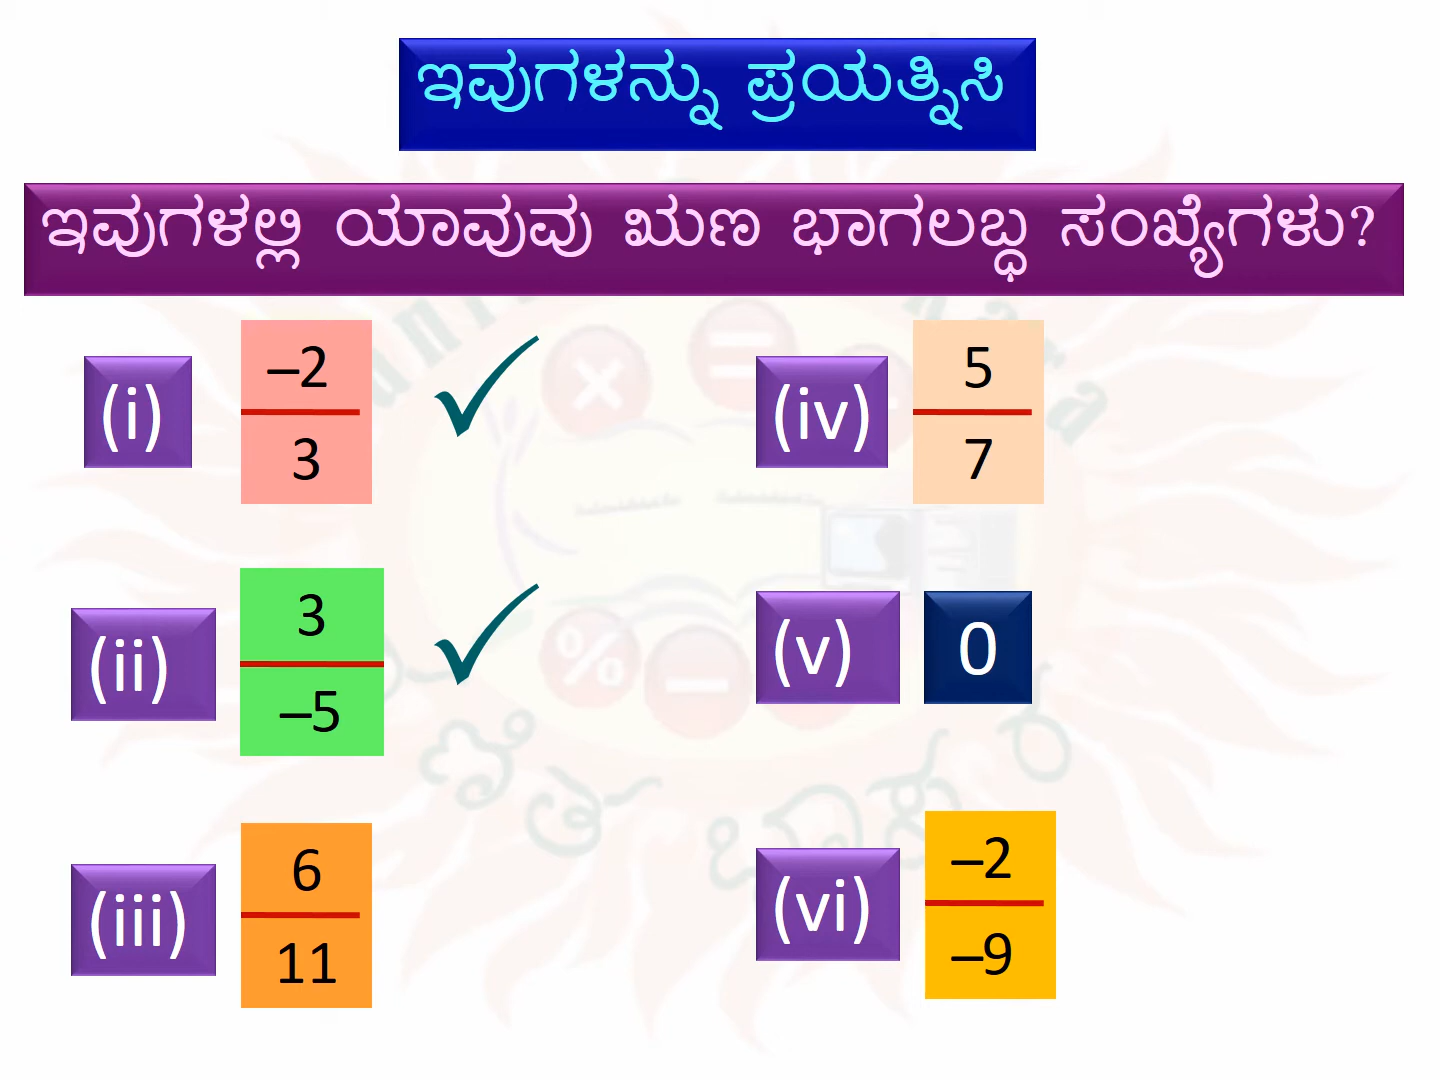 ಇವುಗಳನ್ನು ಪ್ರಯತ್ನಿಸಿ
ಇವುಗಳಲ್ಲಿ ಯಾವುವು ಋಣ ಭಾಗಲಬ್ಧ ಸಂಖ್ಯೆಗಳು?
(i)
–2
3
✓
(iv)
5
7
(ii)
3
–5
✓
(v)
0
(iii)
6
11
(vi)
–2
–9